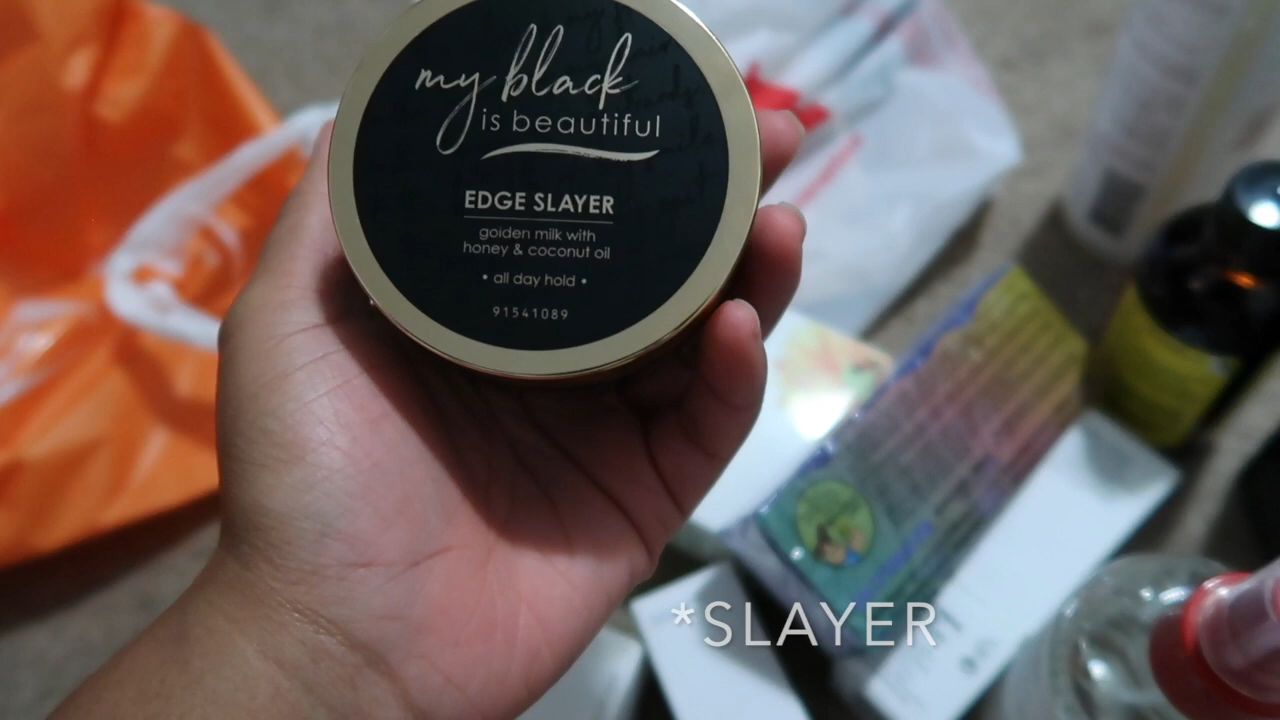 my black
is beautiful
EDGE SLAYER
golden milk with
honey & coconut oil
• all day hold •
91541089
*SLAYER